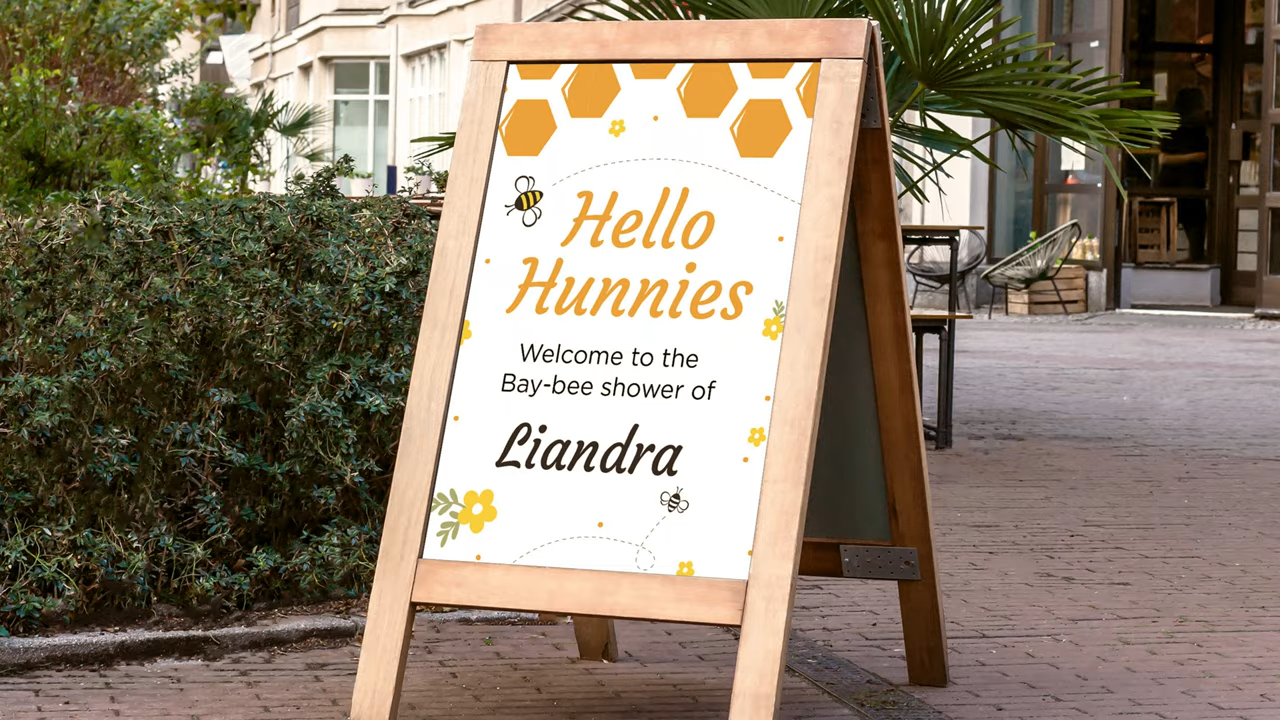 Hello
Hunnies
Welcome to the
Bay-bee shower of
Liandra